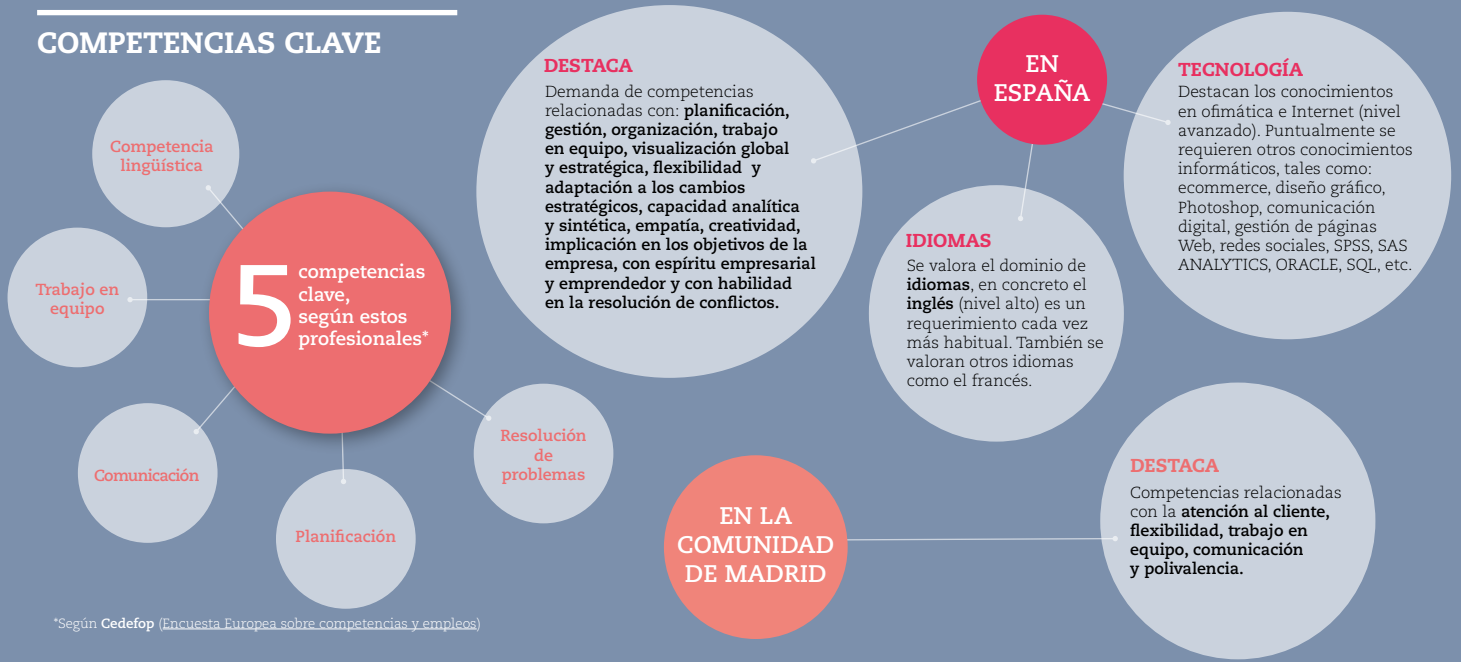 COMPETENCIAS CLAVE
Competencia
lingüística
Trabajo en
equipo
Comunicación
Planificación
Resolución
de
problemas
5
competencias
clave,
según estos
profesionales*
*Según Cedefop (Encuesta Europea sobre competencias y empleos)
DESTACA
Demanda de competencias
relacionadas con: planificación,
gestión, organización, trabajo
en equipo, visualización global
y estratégica, flexibilidad y
adaptación a los cambios
estratégicos, capacidad analítica
y sintética, empatía, creatividad,
implicación en los objetivos de la
empresa, con espíritu empresarial
y emprendedor y con habilidad
en la resolución de conflictos.
EN
ESPAÑA
IDIOMAS
Se valora el dominio de
idiomas, en concreto el
inglés (nivel alto) es un
requerimiento cada vez
más habitual. También se
valoran otros idiomas
como el francés.
TECNOLOGÍA
Destacan los conocimientos
en ofimática e Internet (nivel
avanzado). Puntualmente se
requieren otros conocimientos
informáticos, tales como:
ecommerce, diseño gráfico,
Photoshop, comunicación
digital, gestión de páginas
Web, redes sociales, SPSS, SAS
ANALYTICS, ORACLE, SQL, etc.
EN LA
COMUNIDAD
DE MADRID
DESTACA
Competencias relacionadas
con la atención al cliente,
flexibilidad, trabajo en
equipo, comunicación
y polivalencia.